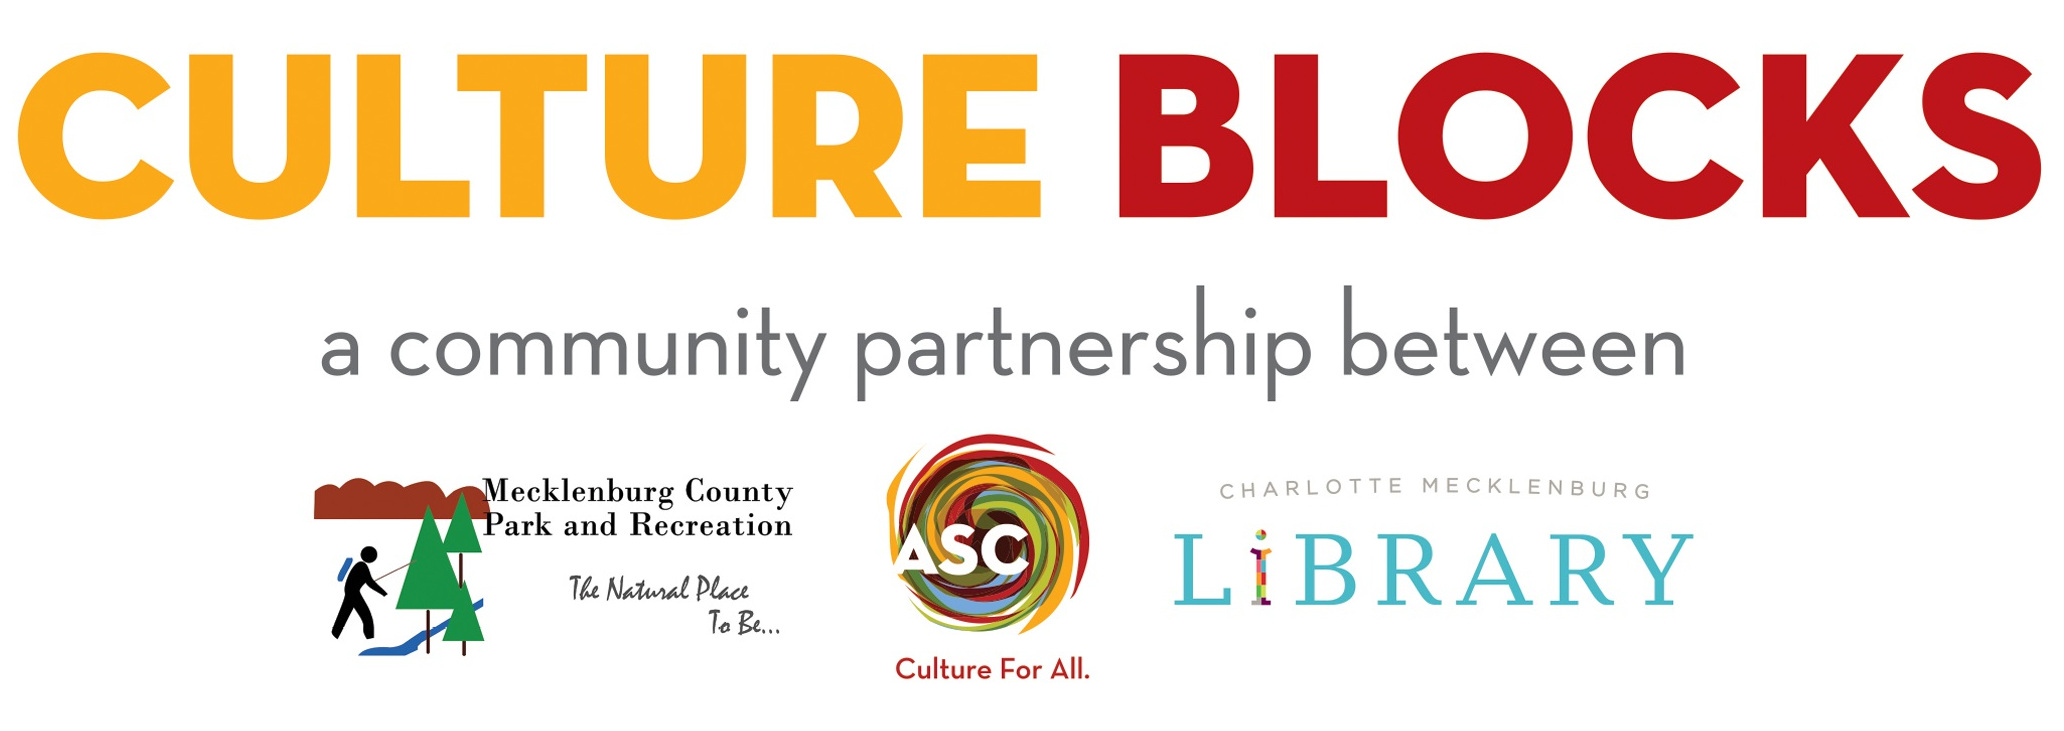 CULTURE BLOCKS
a community partnership between
Mecklenburg County
Park and Recreation
The Natural Place
To Be...
ASC
Culture For All.
CHARLOTTE MECKLENBURG
LiBRARY